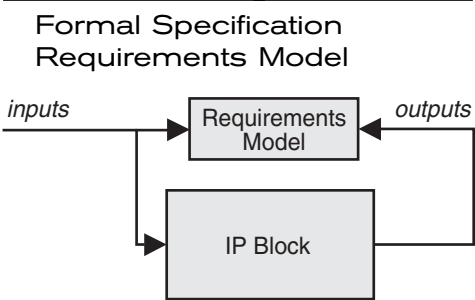 Formal Specification
Requirements Model
inputs
outputs
Requirements
Model
IP Block